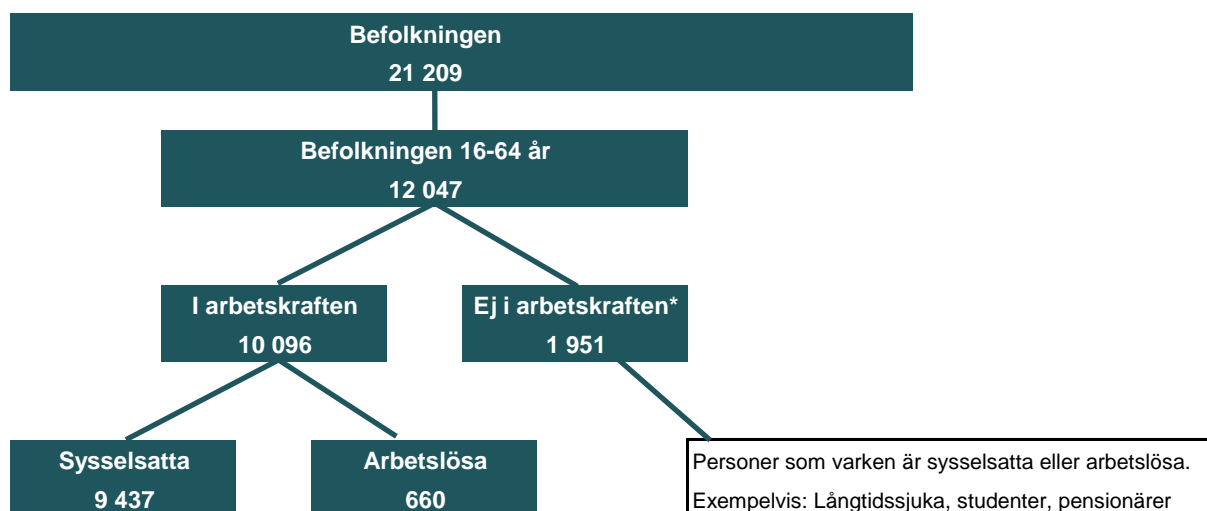 Befolkningen
21 209
Befolkningen 16-64 år
12 047
I arbetskraften
10 096
Ej i arbetskraften*
1 951
Sysselsatta
9 437
Arbetslösa
660
Personer som varken är sysselsatta eller arbetslösa.
Exempelvis: Långtidssjuka, studenter, pensionärer